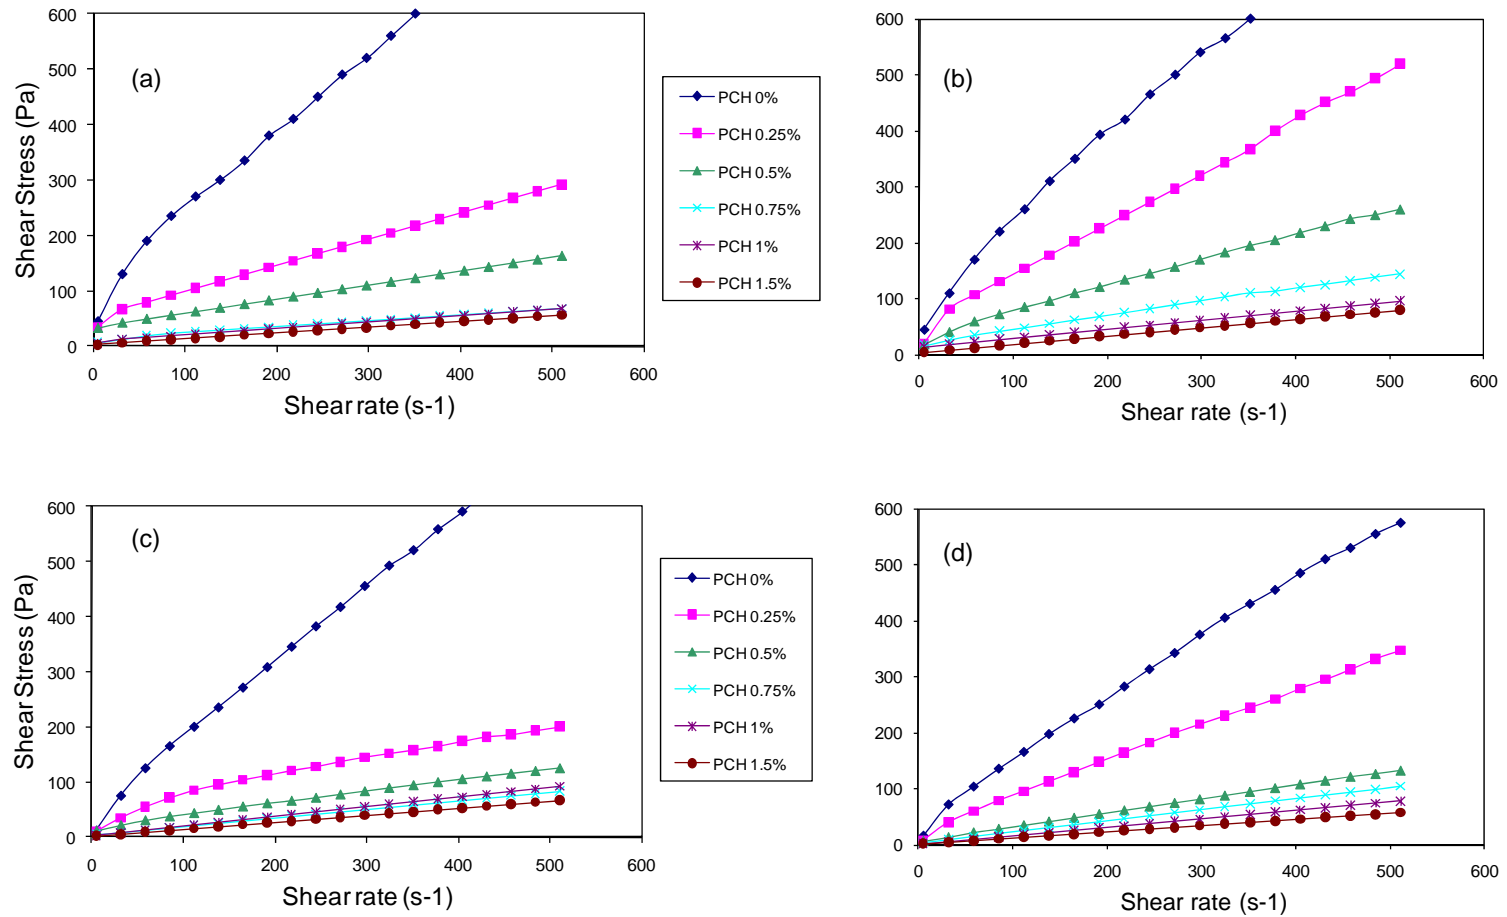 600
500
400
300
200
100
0
Shear Stress (Pa)
(a)
0 100 200 300 400 500 600
Shear rate (s-1)
PCH 0%
PCH 0.25%
PCH 0.5%
PCH 0.75%
PCH 1%
PCH 1.5%
600
500
400
300
200
100
0
(b)
0 100 200 300 400 500 600
Shear rate (s-1)
600
500
400
300
200
100
0
Shear Stress (Pa)
(c)
0 100 200 300 400 500 600
Shear rate (s-1)
PCH 0%
PCH 0.25%
PCH 0.5%
PCH 0.75%
PCH 1%
PCH 1.5%
600
500
400
300
200
100
0
(d)
0 100 200 300 400 500 600
Shear rate (s-1)